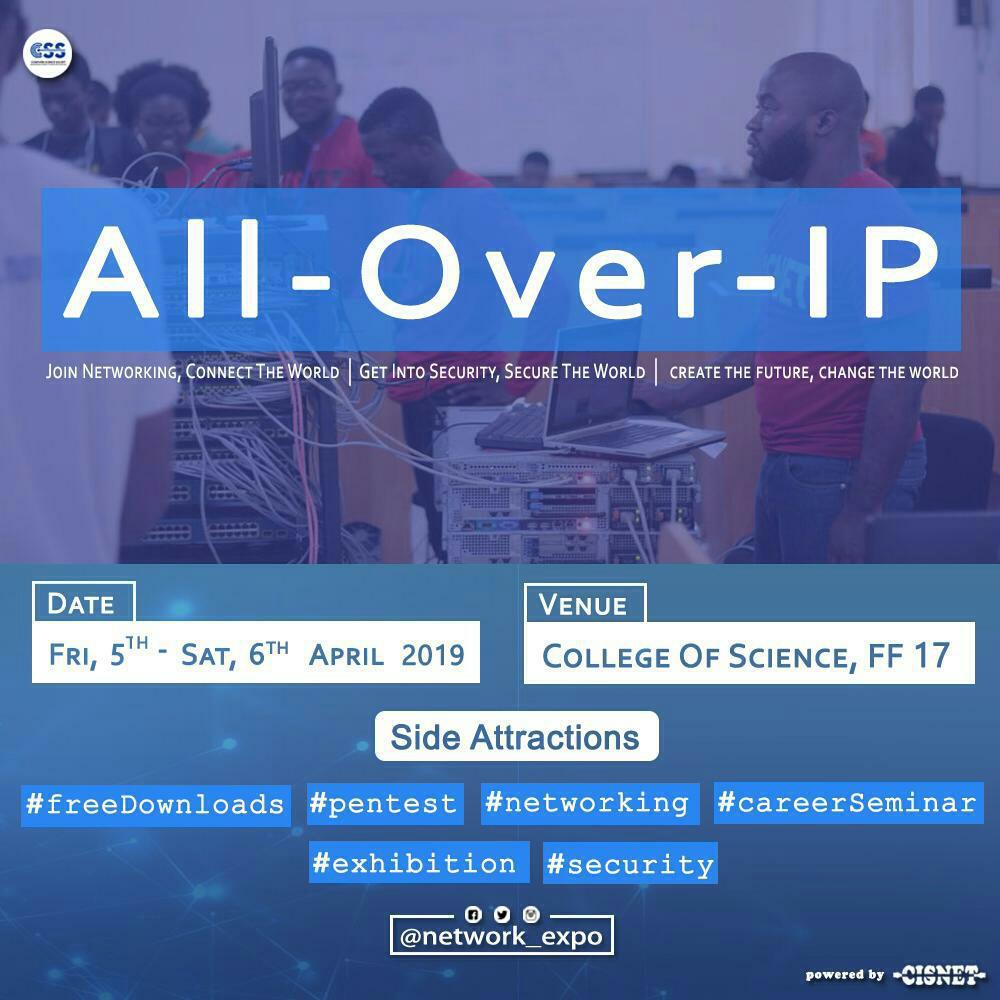 CSS
All-Over-IP
Join Networking, Connect The World | Get Into Security, Secure The World | create the future, change the world
Date
Fri, 5TH - Sat, 6TH April 2019
Venue
College Of Science, FF 17
Side Attractions
#freeDownloads #pentest #networking #careerSeminar
#exhibition #security
@network_expo
powered by CISNET